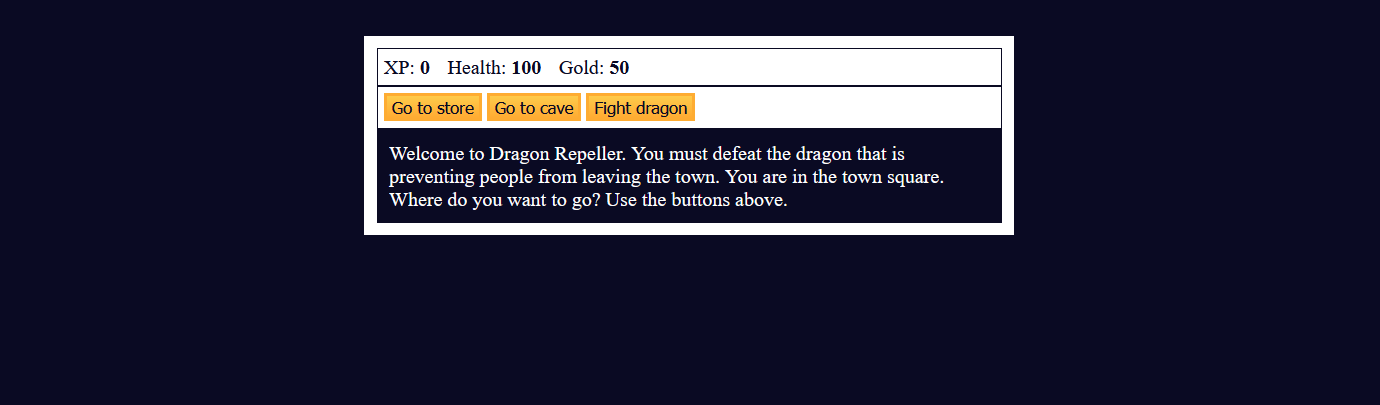 XP: 0 Health: 100 Gold: 50
Go to store Go to cave Fight dragon
Welcome to Dragon Repeller. You must defeat the dragon that is
preventing people from leaving the town. You are in the town square.
Where do you want to go? Use the buttons above.